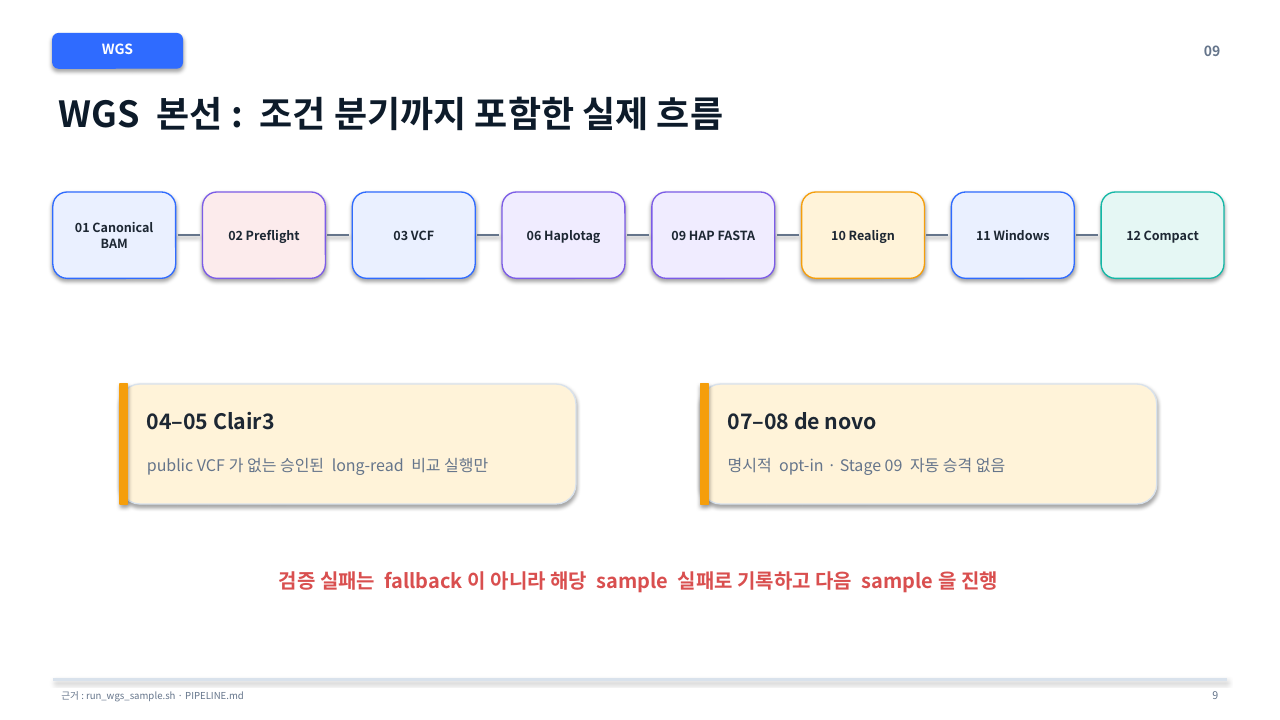 WGS
09
WGS 본선 : 조건 분기까지 포함한 실제 흐름
01 Canonical
BAM
02 Preflight
03 VCF
06 Haplotag
09 HAP FASTA
10 Realign
11 Windows
12 Compact
04–05 Clair3
public VCF 가 없는 승인된 long-read 비교 실행만
07–08 de novo
명시적 opt-in · Stage 09 자동 승격 없음
검증 실패는 fallback 이 아니라 해당 sample 실패로 기록하고 다음 sample 을 진행
근거 : run_wgs_sample.sh · PIPELINE.md
9